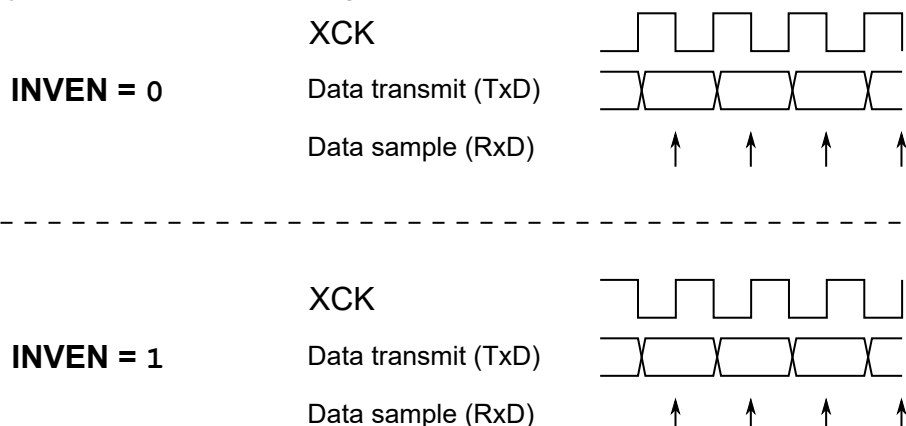 XCK
INVEN = 0
Data transmit (TxD)
Data sample (RxD)
XCK
INVEN = 1
Data transmit (TxD)
Data sample (RxD)